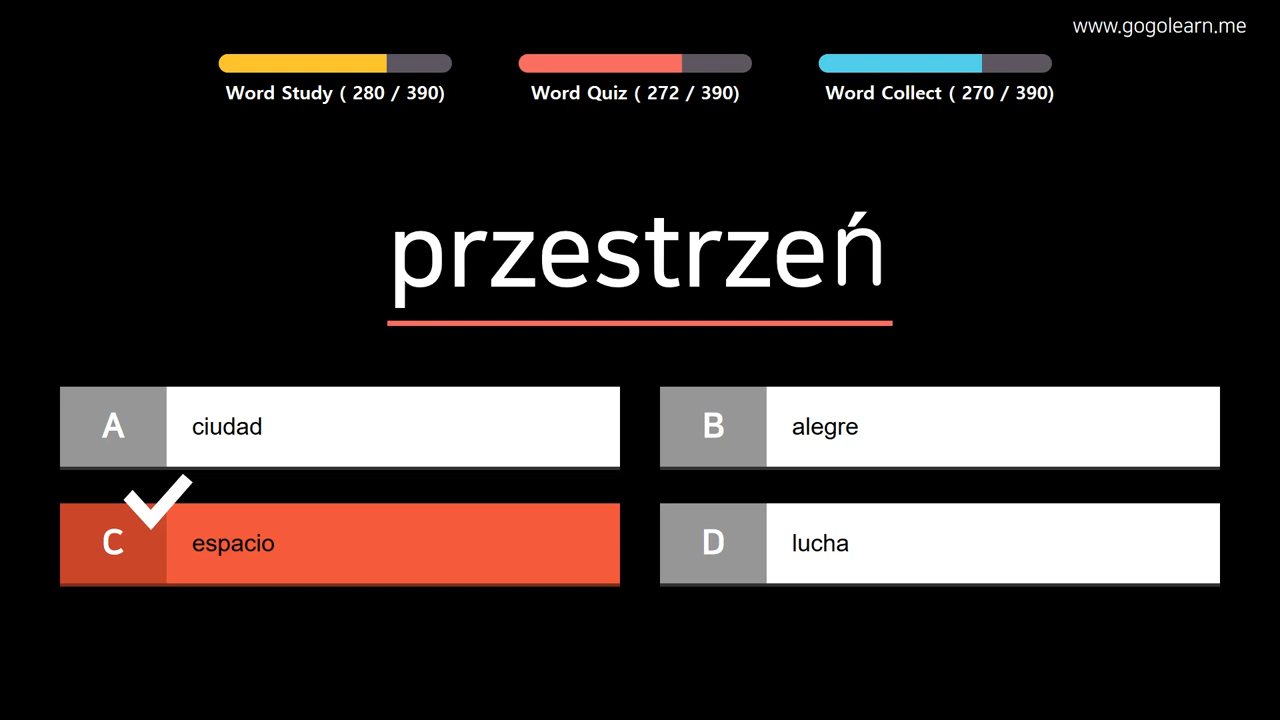 www.gogolearn.me
Word Study ( 280 / 390) Word Quiz ( 272 / 390) Word Collect ( 270 / 390)
przestrzeń
A ciudad
B alegre
C espacio
D lucha